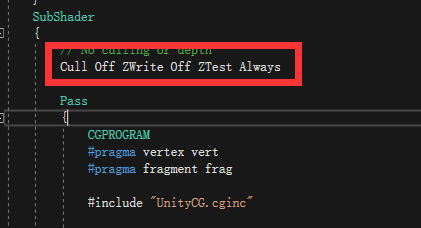 }
SubShader
{
// No culling or depth
Cull Off ZWrite Off ZTest Always
Pass
{
CGPROGRAM
#pragma vertex vert
#pragma fragment frag
#include "UnityCG.cginc"